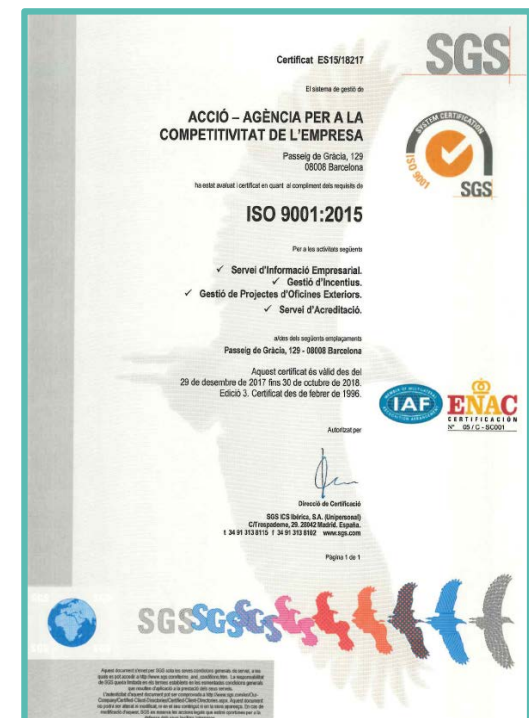 SGS
Certificat ES15/18217
El sistema de gestió de
ACCIÓ – AGÈNCIA PER A LA
COMPETITIVITAT DE L'EMPRESA
Passeig de Gràcia, 129
08008 Barcelona
SYSTEM CERTIFICATION
ISO 9001
SGS
ha estat avaluat i certificat en quant al compliment dels requisits de
ISO 9001:2015
Per a les activitats següents
✓ Servei d'Informació Empresarial.
✓ Gestió d'Incentius.
✓ Gestió de Projectes d'Oficines Exteriors.
✓ Servei d'Acreditació.
a/des dels següents emplaçaments
Passeig de Gràcia, 129 - 08008 Barcelona
Aquest certificat és vàlid des del
29 de desembre de 2017 fins 30 de octubre de 2018.
Edició 3. Certificat des de febrer de 1996.
IAF
ENAC
CERTIFICACIÓN
Nº 05 / C - SC001
Autoritzat per
Direcció de Certificació
SGS ICS Ibérica, S.A. (Unipersonal)
C/Trespaderne, 29. 28042 Madrid. España.
t 34 91 313 8115 f 34 91 313 8102 www.sgs.com
Pàgina 1 de 1
SGS SGS SGS SGS